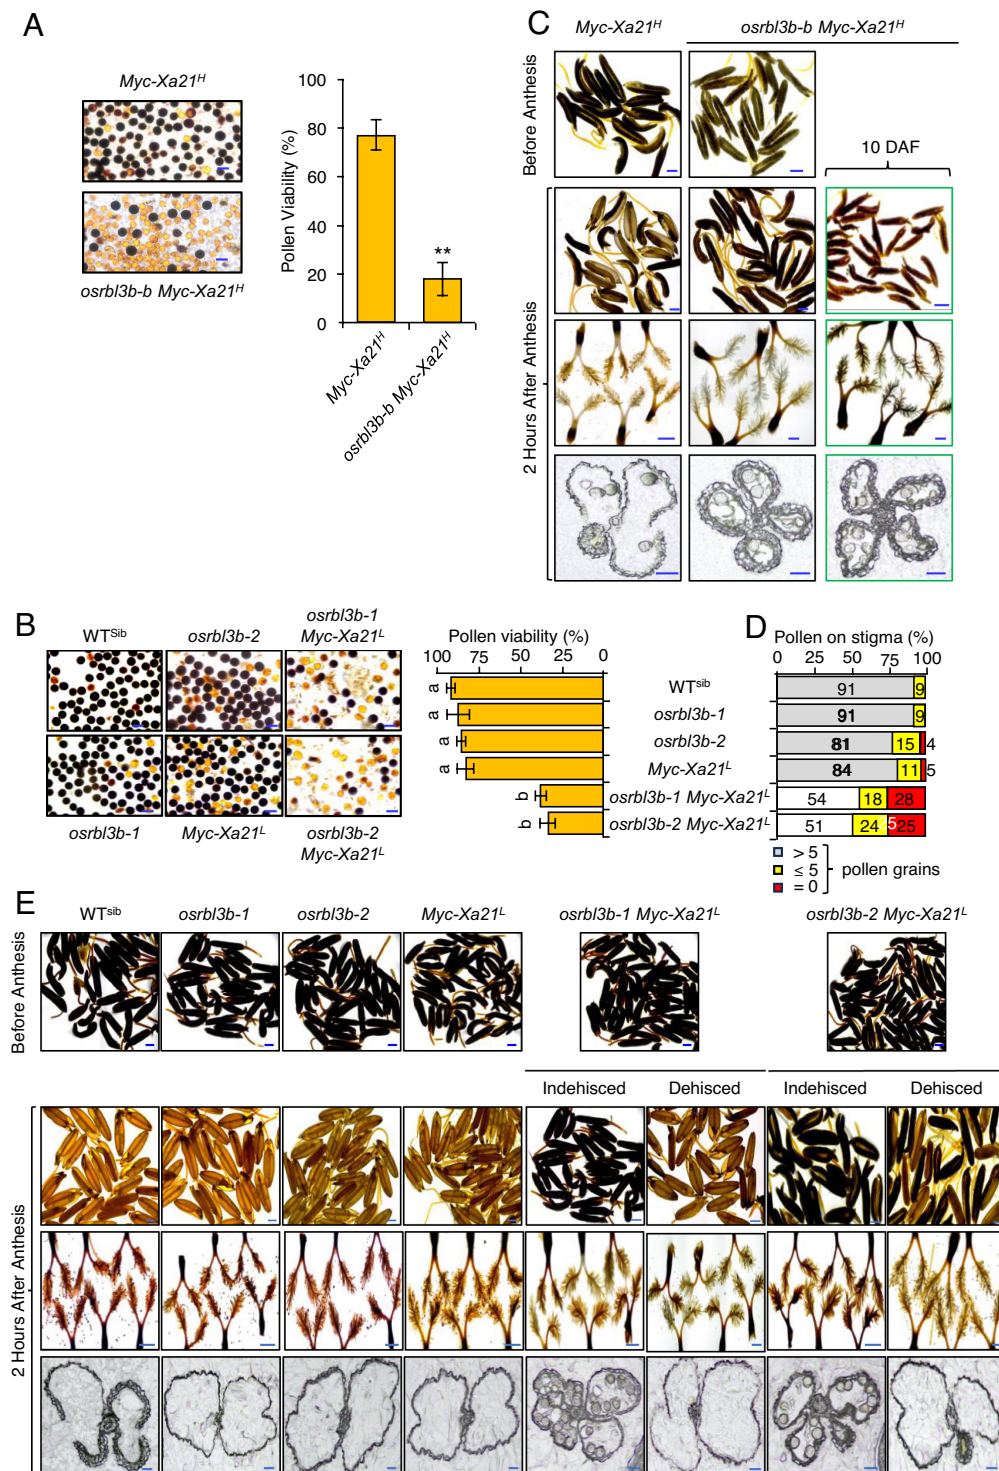 A
Myc-Xa21H
osrbl3b-b Myc-Xa21H
Pollen Viability (%)
100
80
60
40
20
0
**
Myc-Xa21H
osrbl3b-b Myc-Xa21H
C
Myc-Xa21H
osrbl3b-b Myc-Xa21H
Before Anthesis
10 DAF
2 Hours After Anthesis
B
WTSib
osrbl3b-2
osrbl3b-1
Myc-Xa21L
osrbl3b-1
Myc-Xa21L
osrbl3b-2
Myc-Xa21L
Pollen viability (%)
100 75 50 25 0
a
a
a
a
b
b
WTsib
osrbl3b-1
osrbl3b-2
Myc-Xa21L
osrbl3b-1 Myc-Xa21L
osrbl3b-2 Myc-Xa21L
D
Pollen on stigma (%)
0 25 50 75 100
91 9
91 9
81 15 4
84 11 5
54 18 28
51 24 25 25
> 5
≤ 5
= 0
pollen grains
E
WTsib
osrbl3b-1
osrbl3b-2
Myc-Xa21L
osrbl3b-1 Myc-Xa21L
osrbl3b-2 Myc-Xa21L
Before Anthesis
Indehisced
Dehisced
Indehisced
Dehisced
2 Hours After Anthesis